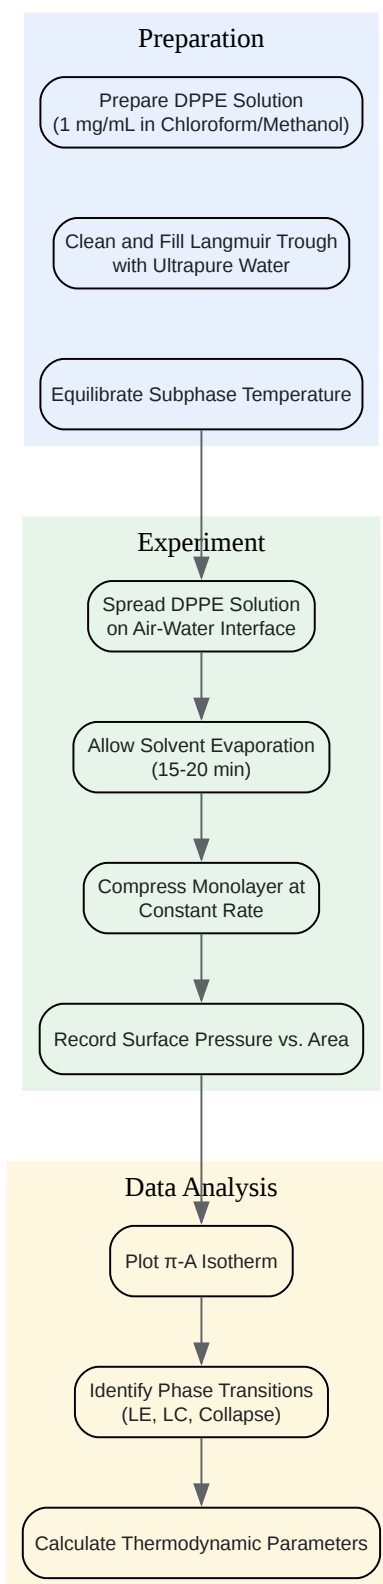 Preparation
Prepare DPPE Solution
(1 mg/mL in Chloroform/Methanol)
Clean and Fill Langmuir Trough
with Ultrapure Water
Equilibrate Subphase Temperature
Experiment
Spread DPPE Solution
on Air-Water Interface
Allow Solvent Evaporation
(15-20 min)
Compress Monolayer at
Constant Rate
Record Surface Pressure vs. Area
Data Analysis
Plot π-A Isotherm
Identify Phase Transitions
(LE, LC, Collapse)
Calculate Thermodynamic Parameters